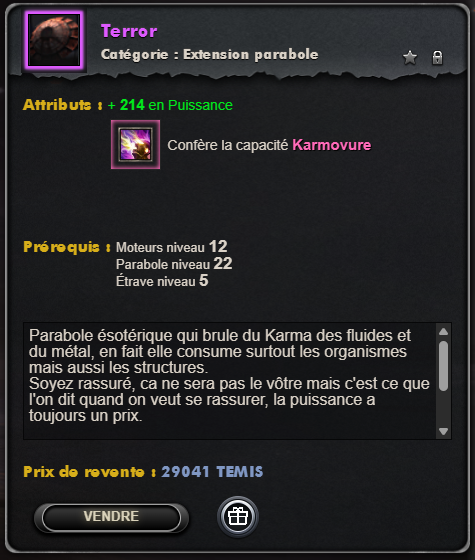 Terror
Catégorie : Extension parabole
Attributs : + 214 en Puissance
Confère la capacité Karmovure
Prérequis : Moteurs niveau 12
Parabole niveau 22
Étrave niveau 5
Parabole ésotérique qui brule du Karma des fluides et
du métal, en fait elle consume surtout les organismes
mais aussi les structures.
Soyez rassuré, ca ne sera pas le vôtre mais c'est ce que
l'on dit quand on veut se rassurer, la puissance a
toujours un prix.
Prix de revente : 29041 TEMIS
VENDRE